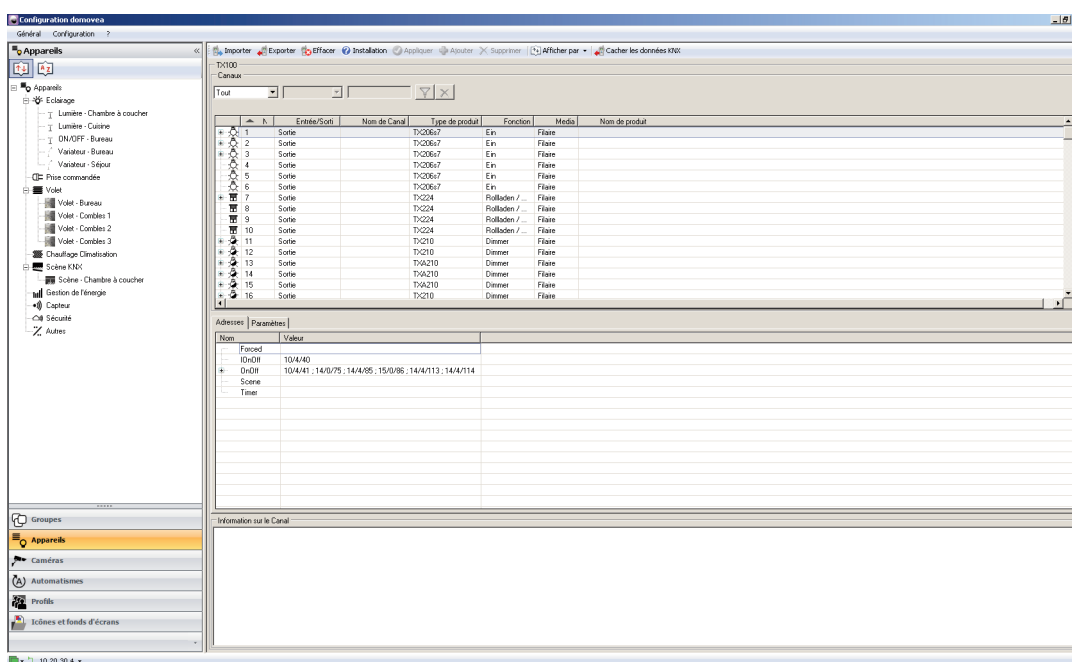 Configuration domovea
Général Configuration ?
Appareils «
Importer Exporter Effacer Installation Appliquer Ajouter Supprimer Afficher par Cacher les données KNX
Appareils
Eclairage
Lumière - Chambre à coucher
Lumière - Cuisine
ON/OFF - Bureau
Variateur - Bureau
Variateur - Séjour
Prise commandée
Volet
Volet - Bureau
Volet - Combles 1
Volet - Combles 2
Volet - Combles 3
Chauffage Climatisation
Scène KNX
Scène - Chambre à coucher
Gestion de l'énergie
Capteur
Sécurité
Autres
Groupes
Appareils
Caméras
Automatismes
Profils
Icônes et fonds d'écrans
TX100
Canaux
Tout
N Entrée/Sorti Nom de Canal Type de produit Fonction Media Nom de produit
1 Sortie TX206s7 Ein Filaire
2 Sortie TX206s7 Ein Filaire
3 Sortie TX206s7 Ein Filaire
4 Sortie TX206s7 Ein Filaire
5 Sortie TX206s7 Ein Filaire
6 Sortie TX206s7 Ein Filaire
7 Sortie TX224 Rollladen / ... Filaire
8 Sortie TX224 Rollladen / ... Filaire
9 Sortie TX224 Rollladen / ... Filaire
10 Sortie TX224 Rollladen / ... Filaire
11 Sortie TX210 Dimmer Filaire
12 Sortie TX210 Dimmer Filaire
13 Sortie TXA210 Dimmer Filaire
14 Sortie TXA210 Dimmer Filaire
15 Sortie TXA210 Dimmer Filaire
16 Sortie TX210 Dimmer Filaire
Adresses Paramètres
Nom Valeur
Forced
IOnOff 10/4/40
OnOff 10/4/41 ; 14/0/75 ; 14/4/85 ; 15/0/86 ; 14/4/113 ; 14/4/114
Scene
Timer
Information sur le Canal
10.20.30.4